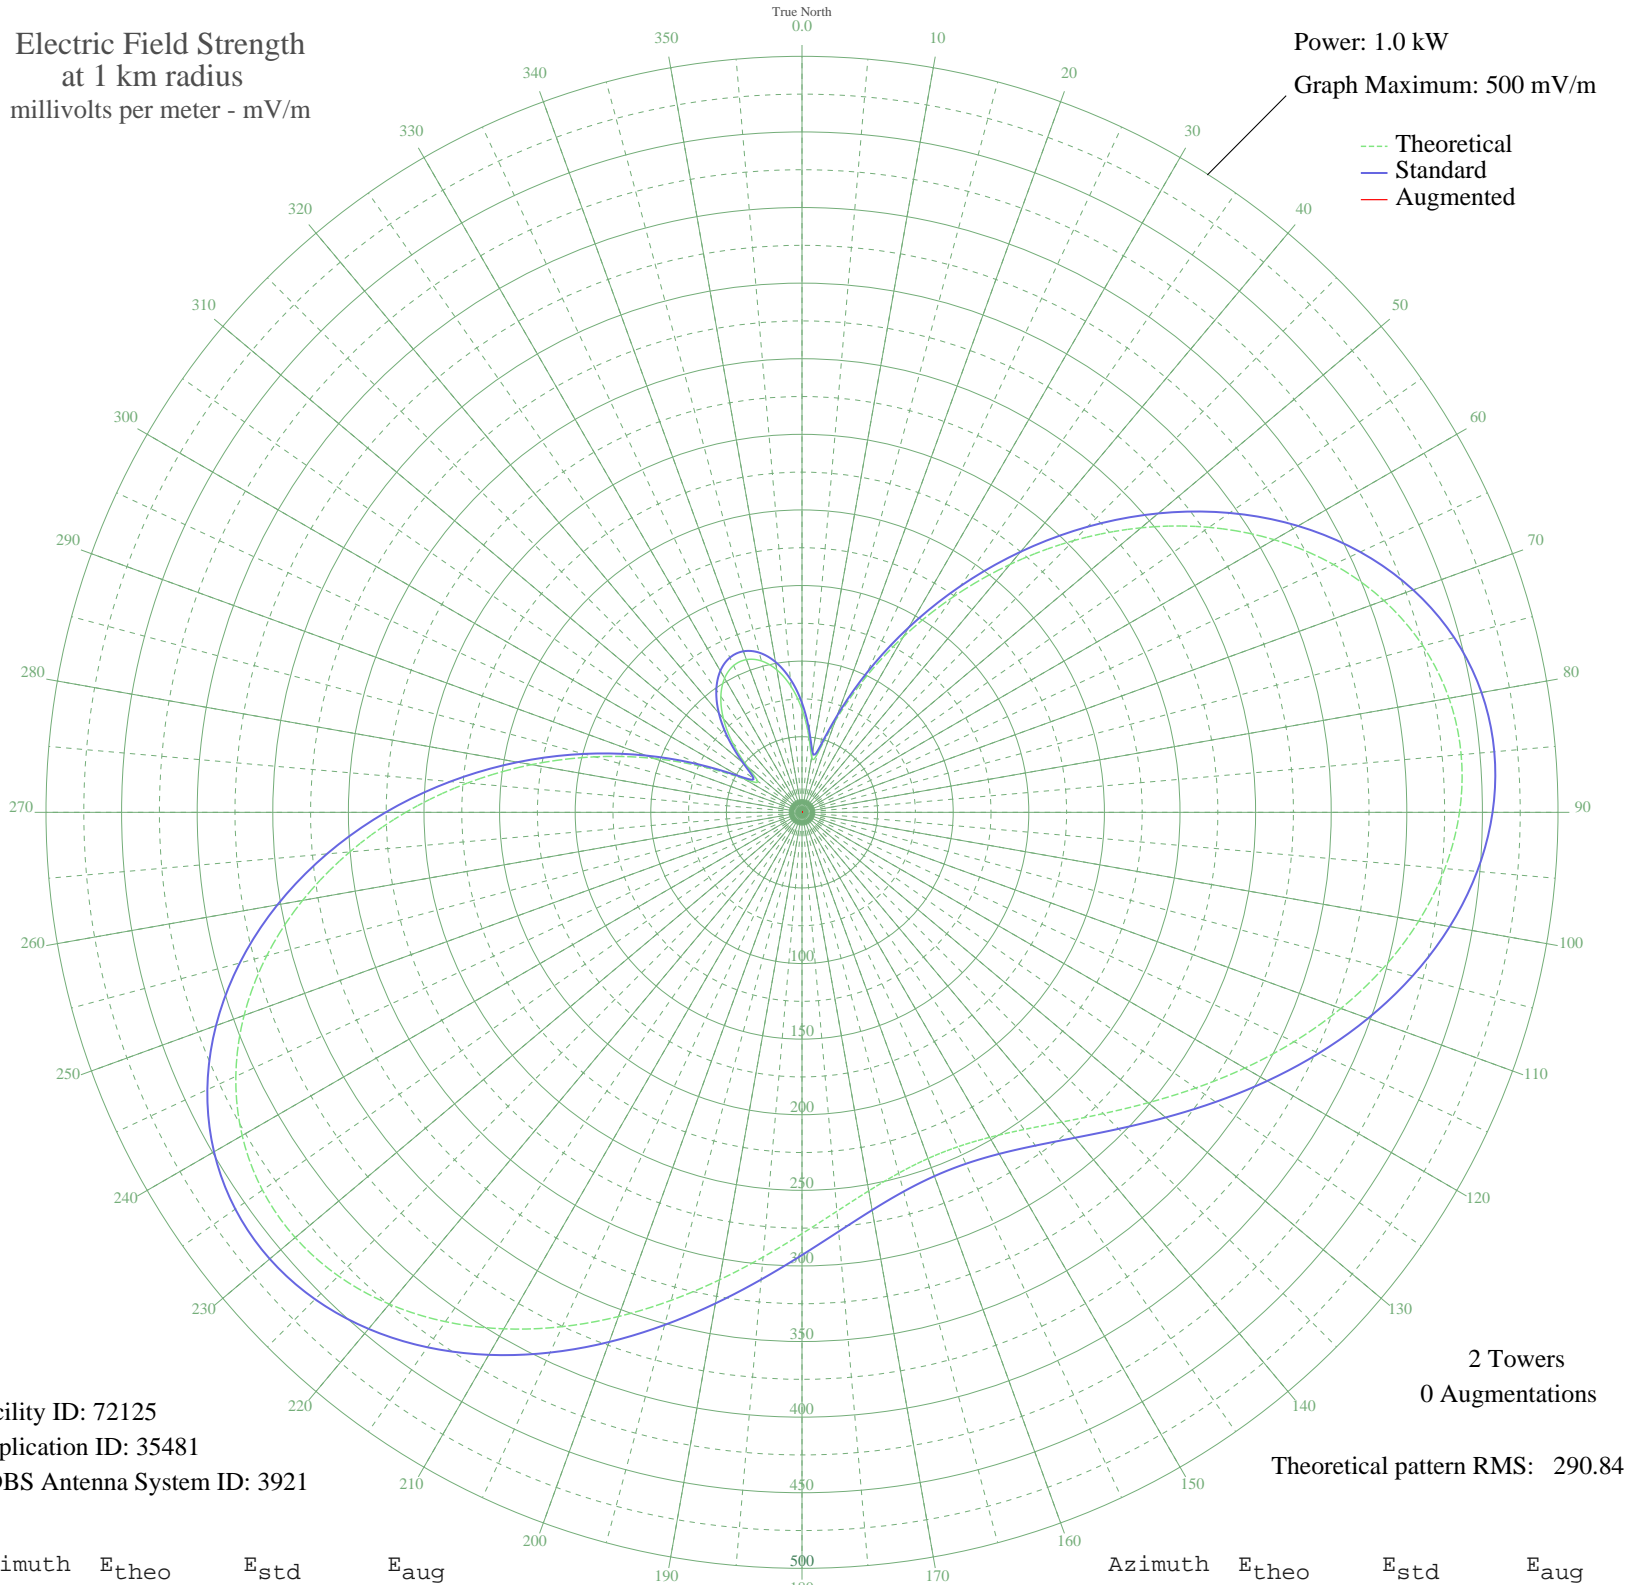 True North
0.0
Electric Field Strength
at 1 km radius
millivolts per meter - mV/m
Power: 1.0 kW
Graph Maximum: 500 mV/m
Theoretical
Standard
Augmented
10
20
30
40
50
60
70
80
90
100
110
120
130
140
150
160
170
190
200
210
220
230
240
250
260
270
280
290
300
310
320
330
340
350
100
150
200
250
300
350
400
450
500
2 Towers
0 Augmentations
Theoretical pattern RMS: 290.84
cility ID: 72125
plication ID: 35481
DBS Antenna System ID: 3921
imuth Etheo Estd Eaug
Azimuth Etheo Estd Eaug